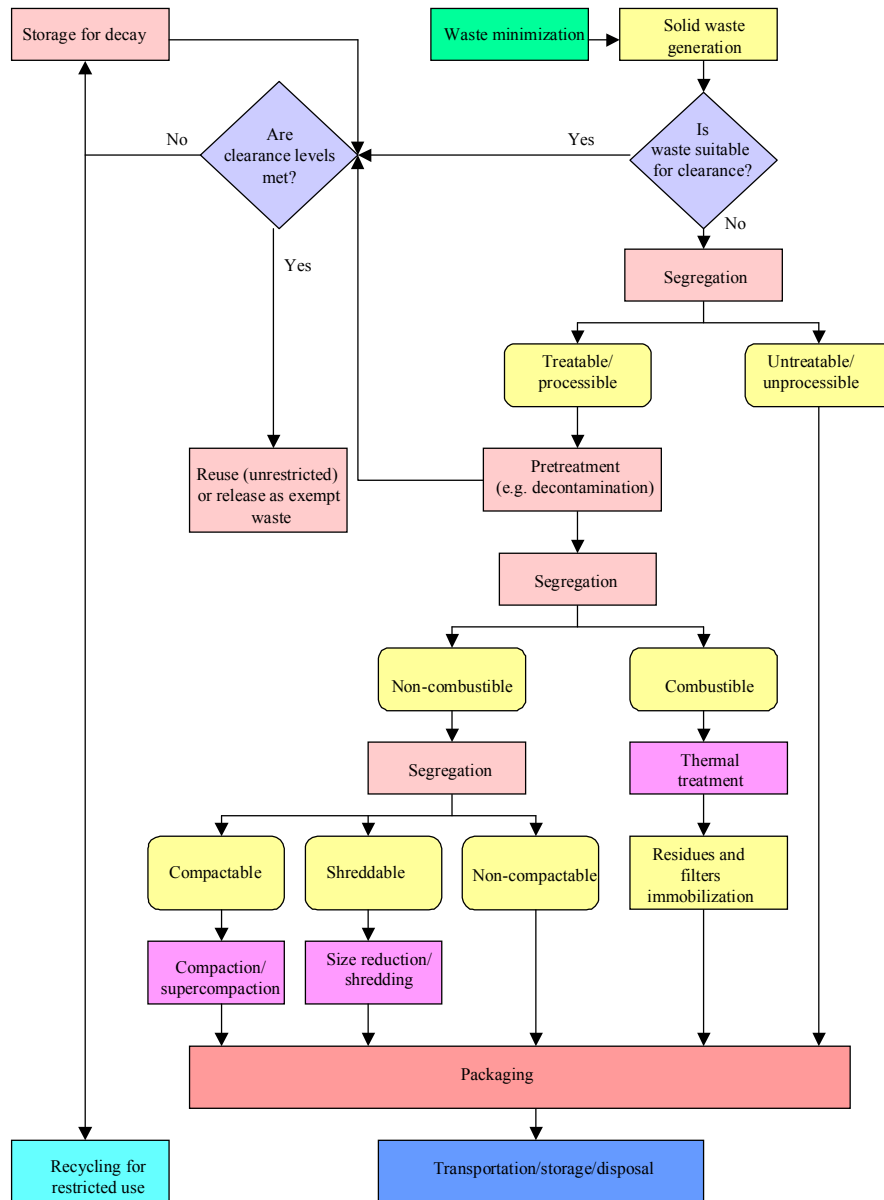 Storage for decay
Waste minimization
Solid waste
generation
Are
clearance levels
met?
No
Yes
Is
waste suitable
for clearance?
No
Yes
Segregation
Treatable/
processible
Untreatable/
unprocessible
Reuse (unrestricted)
or release as exempt
waste
Pretreatment
(e.g. decontamination)
Segregation
Non-combustible
Combustible
Segregation
Thermal
treatment
Compactable
Shreddable
Non-compactable
Residues and
filters
immobilization
Compaction/
supercompaction
Size reduction/
shredding
Packaging
Recycling for
restricted use
Transportation/storage/disposal